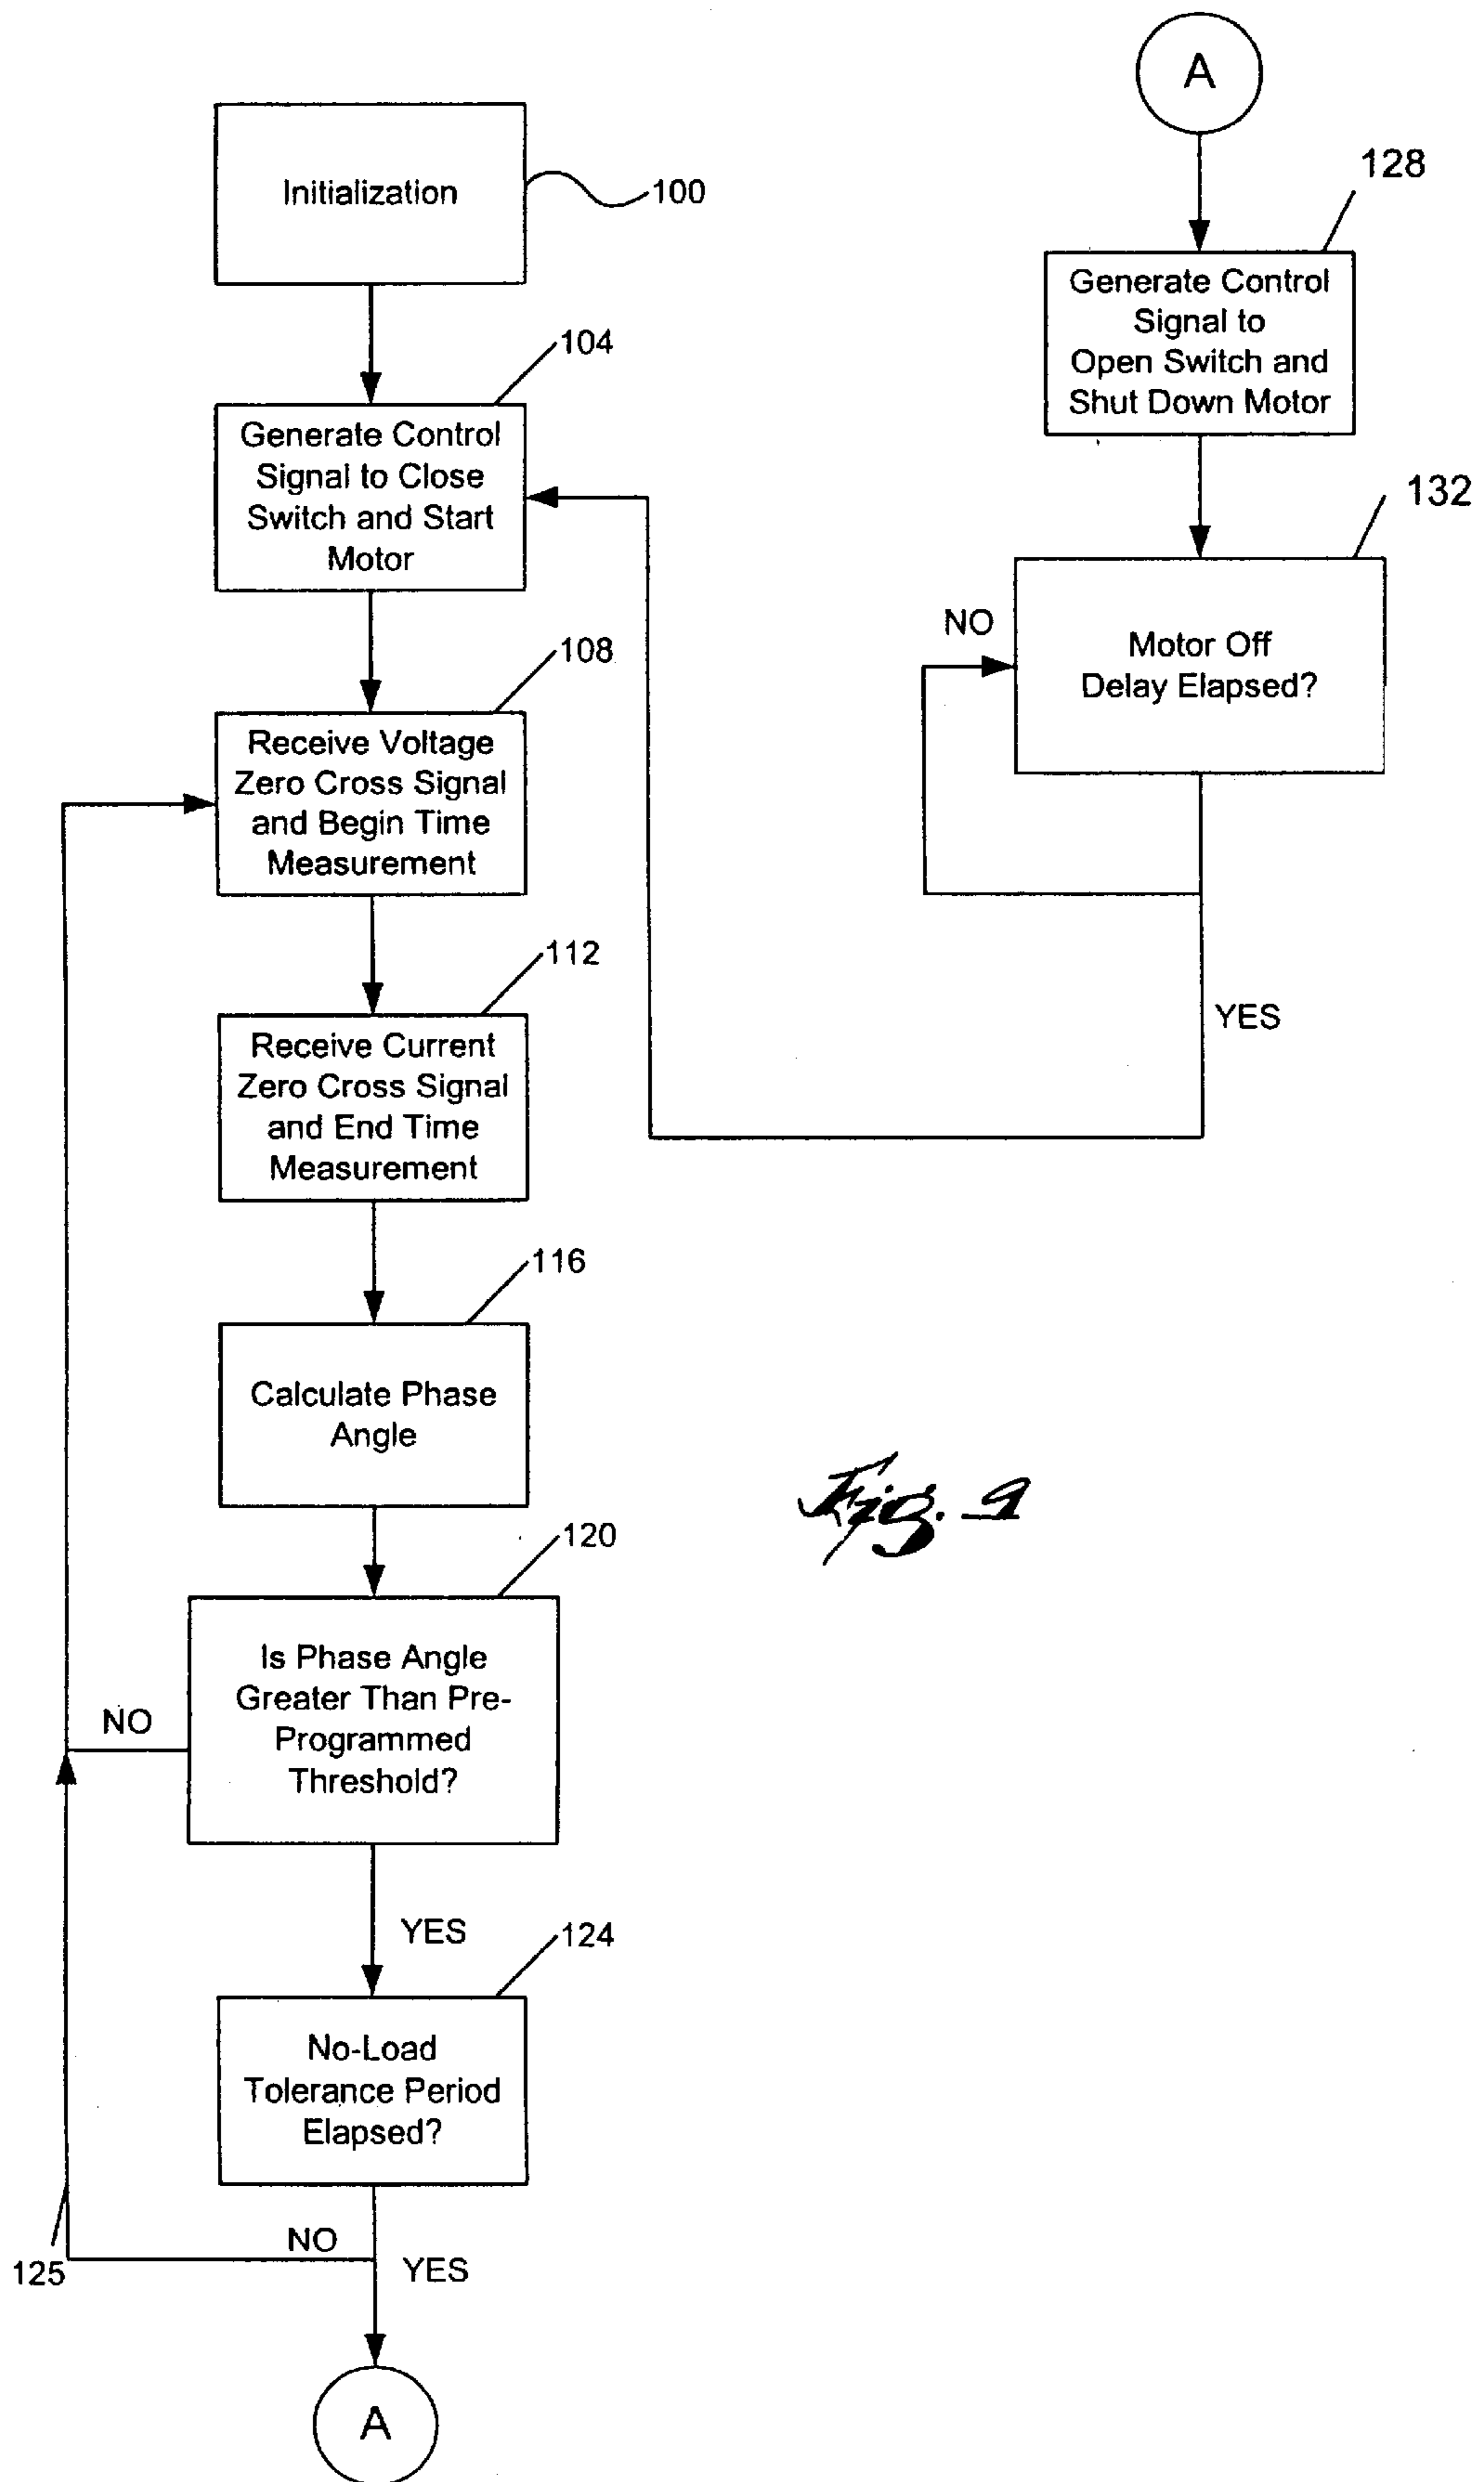 Initialization
100
104
Generate Control
Signal to Close
Switch and Start
Motor
108
Receive Voltage
Zero Cross Signal
and Begin Time
Measurement
112
Receive Current
Zero Cross Signal
and End Time
Measurement
116
Calculate Phase
Angle
120
Is Phase Angle
Greater Than Pre-
Programmed
Threshold?
NO
YES
124
No-Load
Tolerance Period
Elapsed?
NO
YES
125
A
A
128
Generate Control
Signal to
Open Switch and
Shut Down Motor
132
NO
Motor Off
Delay Elapsed?
YES
Fig. 9